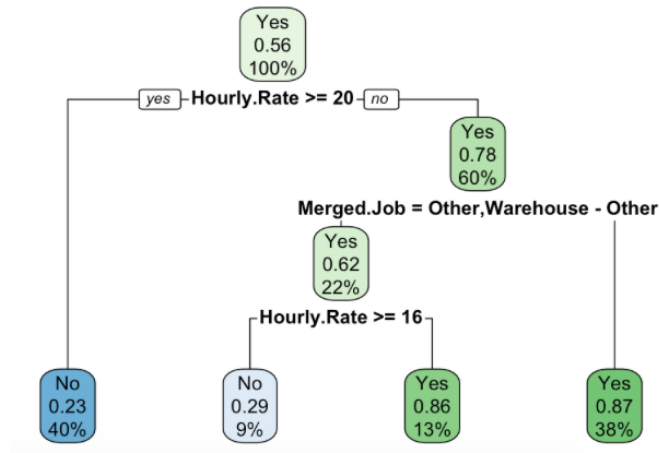 Yes
0.56
100%
yes Hourly.Rate >= 20 no
Yes
0.78
60%
Merged.Job = Other,Warehouse - Other
Yes
0.62
22%
Hourly.Rate >= 16
No
0.23
40%
No
0.29
9%
Yes
0.86
13%
Yes
0.87
38%